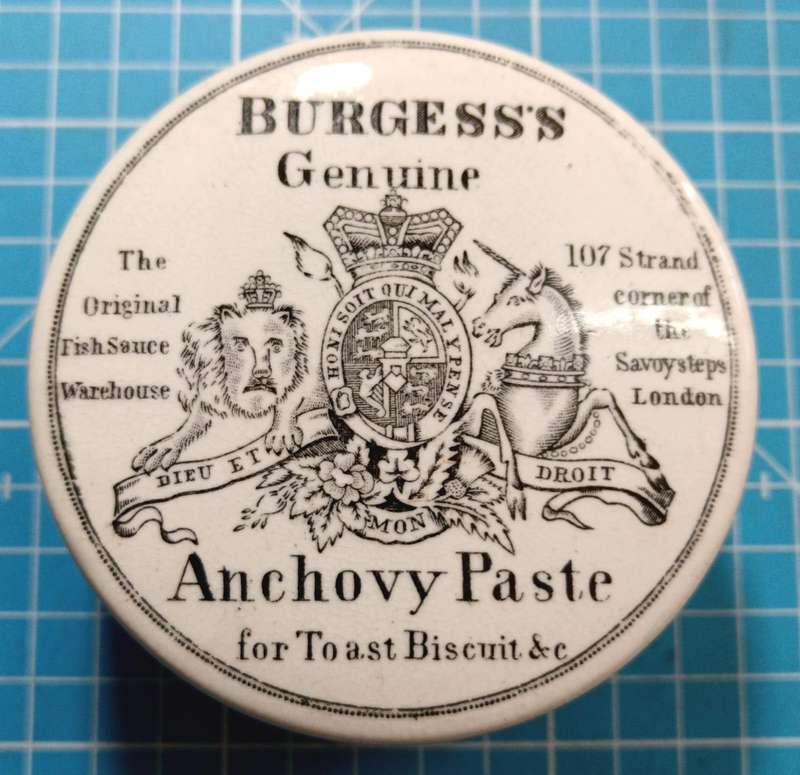 BURGESS'S
Genuine
The
Original
Fish Sauce
Warehouse
107 Strand
corner of
the
Savoy steps
London
HONI SOIT QUI MAL Y PENSE
DIEU ET
MON
DROIT
Anchovy Paste
for Toast Biscuit &c